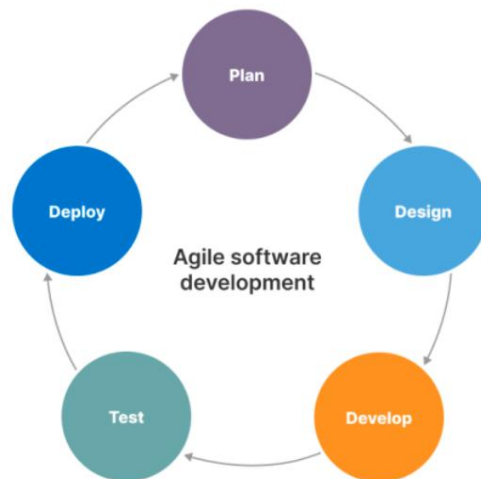 Plan
Design
Develop
Test
Deploy
Agile software
development